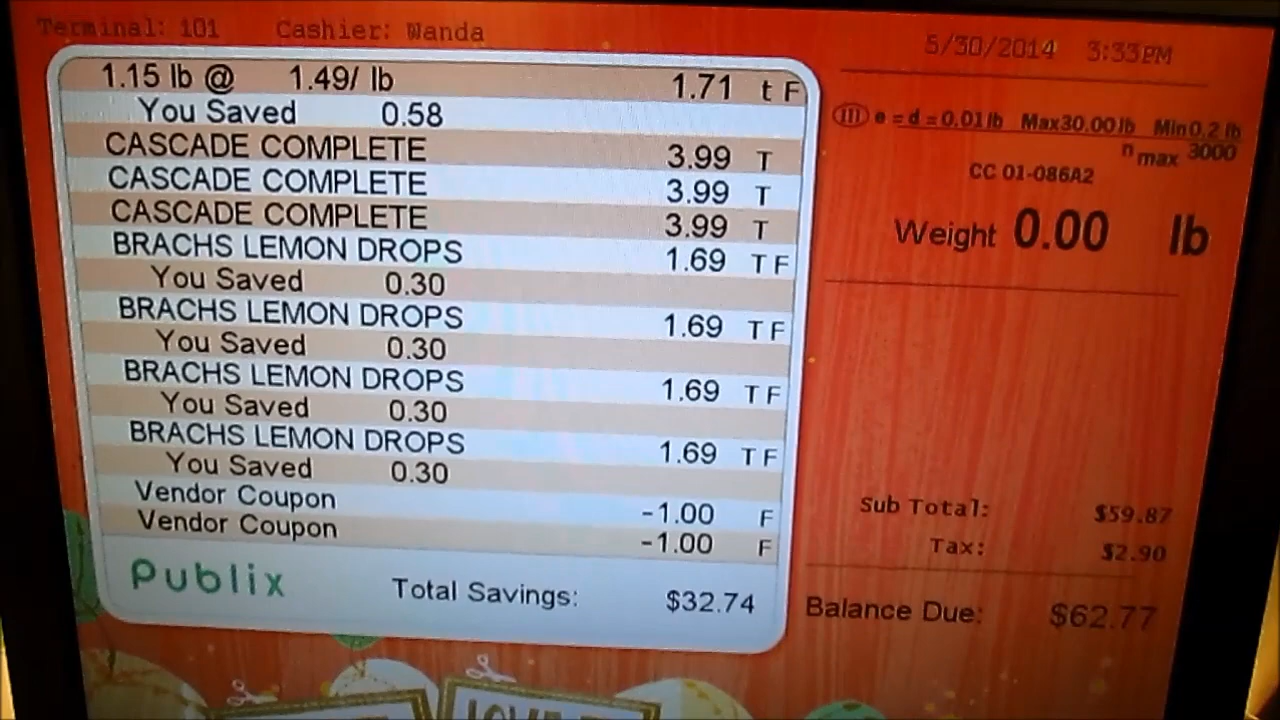 Terminal: 101 Cashier: Wanda
5/30/2014 3:33PM
1.15 lb @ 1.49/ lb 1.71 t F
You Saved 0.58
CASCADE COMPLETE 3.99 T
CASCADE COMPLETE 3.99 T
CASCADE COMPLETE 3.99 T
BRACHS LEMON DROPS 1.69 T F
You Saved 0.30
BRACHS LEMON DROPS 1.69 T F
You Saved 0.30
BRACHS LEMON DROPS 1.69 T F
You Saved 0.30
BRACHS LEMON DROPS 1.69 T F
You Saved 0.30
Vendor Coupon -1.00 F
Vendor Coupon -1.00 F
Publix Total Savings: $32.74
III e = d = 0.01 lb Max30.00 lb Min0.2 lb
n max 3000
CC 01-086A2
Weight 0.00 lb
Sub Total: $59.87
Tax: $2.90
Balance Due: $62.77